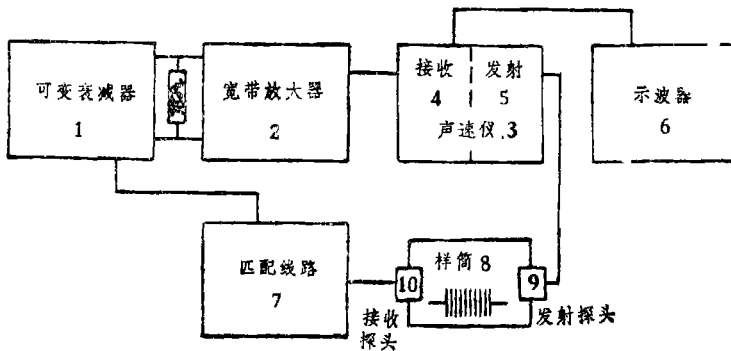 可变衰减器
1
宽带放大器
2
接收
4
发射
5
声速仪.3
示波器
6
匹配线路
7
样筒 8
10
9
接收
探头
发射探头